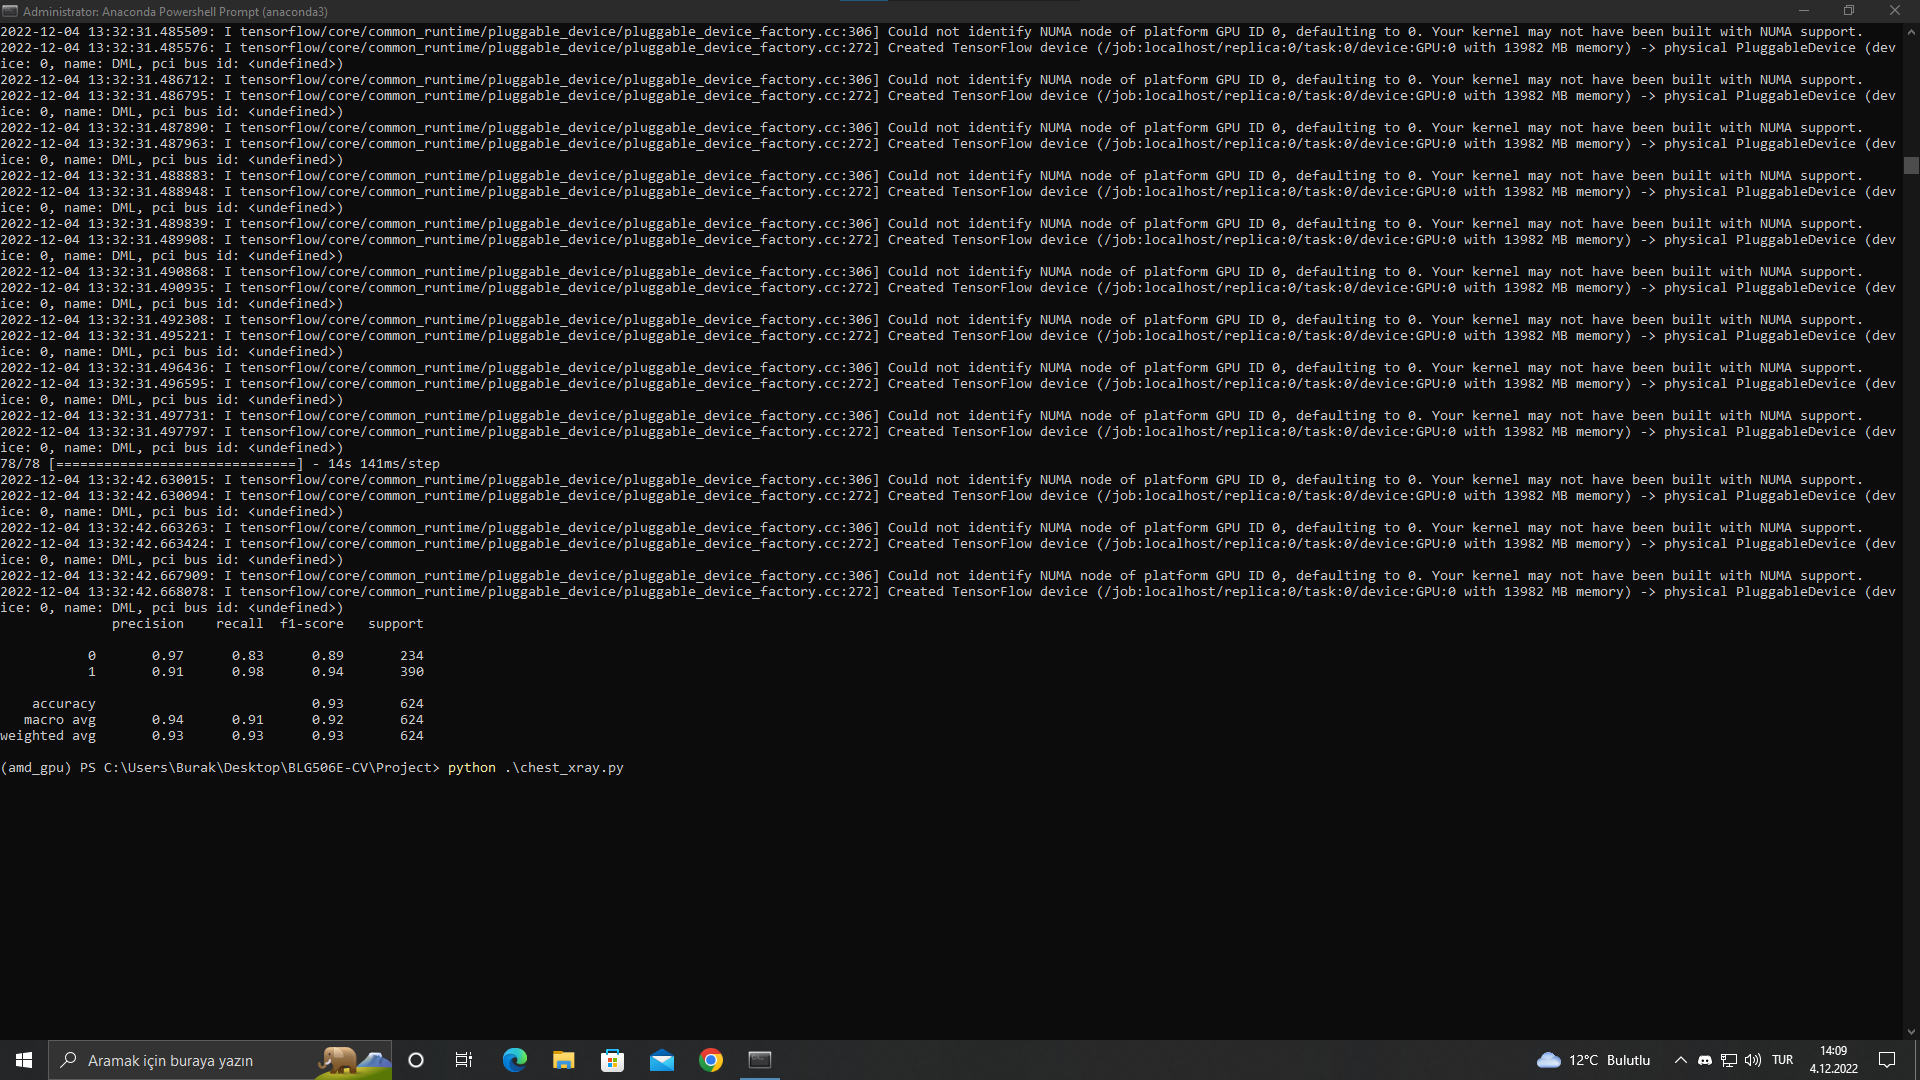 Administrator: Anaconda Powershell Prompt (anaconda3)
2022-12-04 13:32:31.485509: I tensorflow/core/common_runtime/pluggable_device/pluggable_device_factory.cc:306] Could not identify NUMA node of platform GPU ID 0, defaulting to 0. Your kernel may not have been built with NUMA support.
2022-12-04 13:32:31.485576: I tensorflow/core/common_runtime/pluggable_device/pluggable_device_factory.cc:272] Created TensorFlow device (/job:localhost/replica:0/task:0/device:GPU:0 with 13982 MB memory) -> physical PluggableDevice (dev
ice: 0, name: DML, pci bus id: <undefined>)
2022-12-04 13:32:31.486712: I tensorflow/core/common_runtime/pluggable_device/pluggable_device_factory.cc:306] Could not identify NUMA node of platform GPU ID 0, defaulting to 0. Your kernel may not have been built with NUMA support.
2022-12-04 13:32:31.486795: I tensorflow/core/common_runtime/pluggable_device/pluggable_device_factory.cc:272] Created TensorFlow device (/job:localhost/replica:0/task:0/device:GPU:0 with 13982 MB memory) -> physical PluggableDevice (dev
ice: 0, name: DML, pci bus id: <undefined>)
2022-12-04 13:32:31.487890: I tensorflow/core/common_runtime/pluggable_device/pluggable_device_factory.cc:306] Could not identify NUMA node of platform GPU ID 0, defaulting to 0. Your kernel may not have been built with NUMA support.
2022-12-04 13:32:31.487963: I tensorflow/core/common_runtime/pluggable_device/pluggable_device_factory.cc:272] Created TensorFlow device (/job:localhost/replica:0/task:0/device:GPU:0 with 13982 MB memory) -> physical PluggableDevice (dev
ice: 0, name: DML, pci bus id: <undefined>)
2022-12-04 13:32:31.488883: I tensorflow/core/common_runtime/pluggable_device/pluggable_device_factory.cc:306] Could not identify NUMA node of platform GPU ID 0, defaulting to 0. Your kernel may not have been built with NUMA support.
2022-12-04 13:32:31.488948: I tensorflow/core/common_runtime/pluggable_device/pluggable_device_factory.cc:272] Created TensorFlow device (/job:localhost/replica:0/task:0/device:GPU:0 with 13982 MB memory) -> physical PluggableDevice (dev
ice: 0, name: DML, pci bus id: <undefined>)
2022-12-04 13:32:31.489839: I tensorflow/core/common_runtime/pluggable_device/pluggable_device_factory.cc:306] Could not identify NUMA node of platform GPU ID 0, defaulting to 0. Your kernel may not have been built with NUMA support.
2022-12-04 13:32:31.489908: I tensorflow/core/common_runtime/pluggable_device/pluggable_device_factory.cc:272] Created TensorFlow device (/job:localhost/replica:0/task:0/device:GPU:0 with 13982 MB memory) -> physical PluggableDevice (dev
ice: 0, name: DML, pci bus id: <undefined>)
2022-12-04 13:32:31.490868: I tensorflow/core/common_runtime/pluggable_device/pluggable_device_factory.cc:306] Could not identify NUMA node of platform GPU ID 0, defaulting to 0. Your kernel may not have been built with NUMA support.
2022-12-04 13:32:31.490935: I tensorflow/core/common_runtime/pluggable_device/pluggable_device_factory.cc:272] Created TensorFlow device (/job:localhost/replica:0/task:0/device:GPU:0 with 13982 MB memory) -> physical PluggableDevice (dev
ice: 0, name: DML, pci bus id: <undefined>)
2022-12-04 13:32:31.492308: I tensorflow/core/common_runtime/pluggable_device/pluggable_device_factory.cc:306] Could not identify NUMA node of platform GPU ID 0, defaulting to 0. Your kernel may not have been built with NUMA support.
2022-12-04 13:32:31.495221: I tensorflow/core/common_runtime/pluggable_device/pluggable_device_factory.cc:272] Created TensorFlow device (/job:localhost/replica:0/task:0/device:GPU:0 with 13982 MB memory) -> physical PluggableDevice (dev
ice: 0, name: DML, pci bus id: <undefined>)
2022-12-04 13:32:31.496436: I tensorflow/core/common_runtime/pluggable_device/pluggable_device_factory.cc:306] Could not identify NUMA node of platform GPU ID 0, defaulting to 0. Your kernel may not have been built with NUMA support.
2022-12-04 13:32:31.496595: I tensorflow/core/common_runtime/pluggable_device/pluggable_device_factory.cc:272] Created TensorFlow device (/job:localhost/replica:0/task:0/device:GPU:0 with 13982 MB memory) -> physical PluggableDevice (dev
ice: 0, name: DML, pci bus id: <undefined>)
2022-12-04 13:32:31.497731: I tensorflow/core/common_runtime/pluggable_device/pluggable_device_factory.cc:306] Could not identify NUMA node of platform GPU ID 0, defaulting to 0. Your kernel may not have been built with NUMA support.
2022-12-04 13:32:31.497797: I tensorflow/core/common_runtime/pluggable_device/pluggable_device_factory.cc:272] Created TensorFlow device (/job:localhost/replica:0/task:0/device:GPU:0 with 13982 MB memory) -> physical PluggableDevice (dev
ice: 0, name: DML, pci bus id: <undefined>)
78/78 [==============================] - 14s 141ms/step
2022-12-04 13:32:42.630015: I tensorflow/core/common_runtime/pluggable_device/pluggable_device_factory.cc:306] Could not identify NUMA node of platform GPU ID 0, defaulting to 0. Your kernel may not have been built with NUMA support.
2022-12-04 13:32:42.630094: I tensorflow/core/common_runtime/pluggable_device/pluggable_device_factory.cc:272] Created TensorFlow device (/job:localhost/replica:0/task:0/device:GPU:0 with 13982 MB memory) -> physical PluggableDevice (dev
ice: 0, name: DML, pci bus id: <undefined>)
2022-12-04 13:32:42.663263: I tensorflow/core/common_runtime/pluggable_device/pluggable_device_factory.cc:306] Could not identify NUMA node of platform GPU ID 0, defaulting to 0. Your kernel may not have been built with NUMA support.
2022-12-04 13:32:42.663424: I tensorflow/core/common_runtime/pluggable_device/pluggable_device_factory.cc:272] Created TensorFlow device (/job:localhost/replica:0/task:0/device:GPU:0 with 13982 MB memory) -> physical PluggableDevice (dev
ice: 0, name: DML, pci bus id: <undefined>)
2022-12-04 13:32:42.667909: I tensorflow/core/common_runtime/pluggable_device/pluggable_device_factory.cc:306] Could not identify NUMA node of platform GPU ID 0, defaulting to 0. Your kernel may not have been built with NUMA support.
2022-12-04 13:32:42.668078: I tensorflow/core/common_runtime/pluggable_device/pluggable_device_factory.cc:272] Created TensorFlow device (/job:localhost/replica:0/task:0/device:GPU:0 with 13982 MB memory) -> physical PluggableDevice (dev
ice: 0, name: DML, pci bus id: <undefined>)
precision recall f1-score support
0 0.97 0.83 0.89 234
1 0.91 0.98 0.94 390
accuracy 0.93 624
macro avg 0.94 0.91 0.92 624
weighted avg 0.93 0.93 0.93 624
(amd_gpu) PS C:\Users\Burak\Desktop\BLG506E-CV\Project> python .\chest_xray.py
Aramak için buraya yazın
12°C Bulutlu
TUR
14:09
4.12.2022